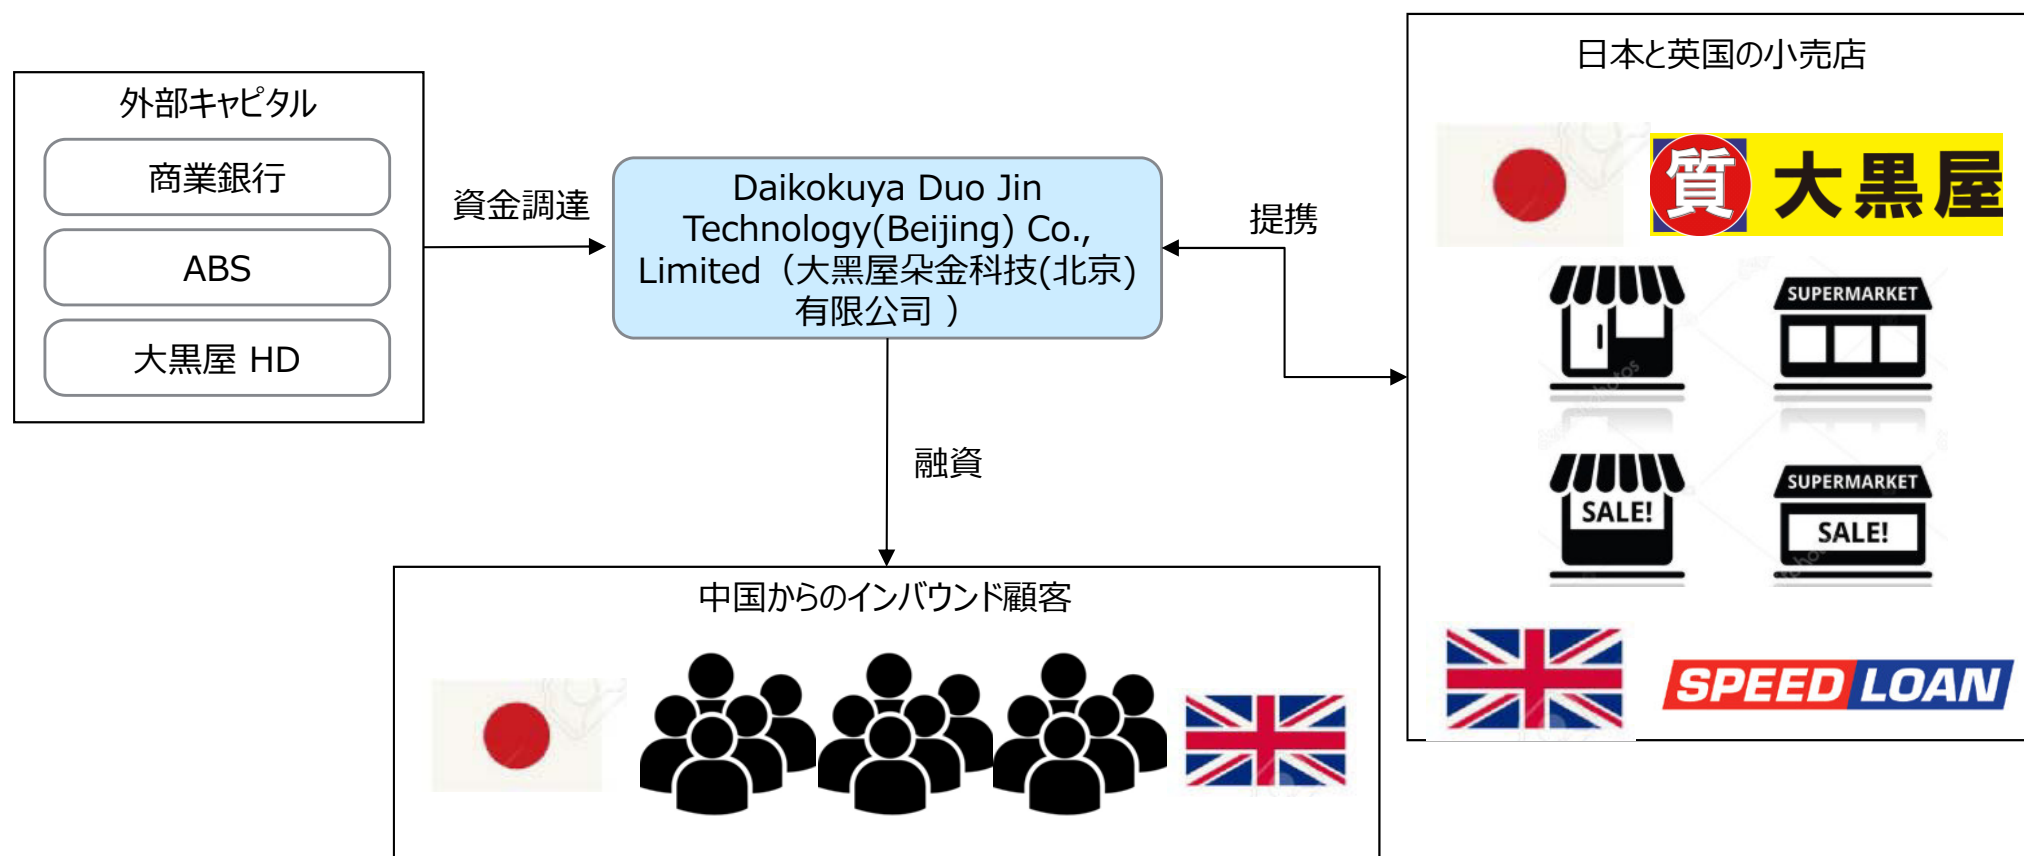 外部キャピタル
商業銀行
ABS
大黒屋 HD
資金調達
Daikokuya Duo Jin
Technology(Beijing) Co.,
Limited（大黑屋朵金科技(北京)
有限公司 ）
提携
融資
日本と英国の小売店
質 大黒屋
SUPERMARKET
SALE!
SUPERMARKET
SALE!
SPEED LOAN
中国からのインバウンド顧客